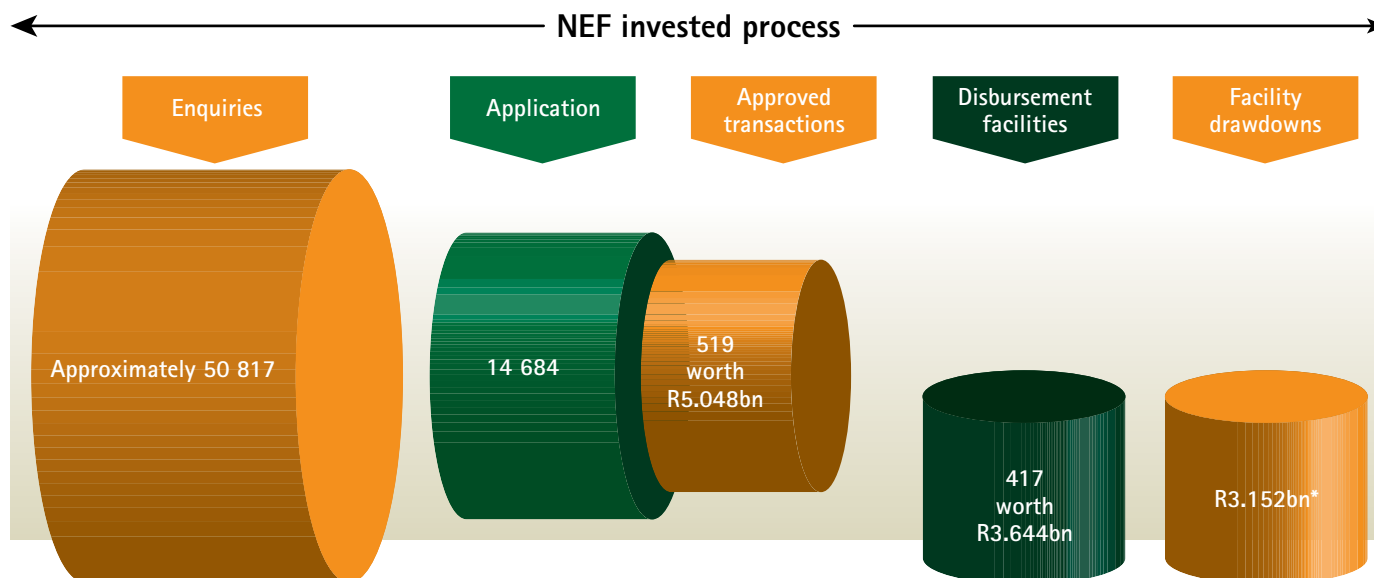 NEF invested process
Enquiries
Application
Approved
transactions
Disbursement
facilities
Facility
drawdowns
Approximately 50 817
14 684
519
worth
R5.048bn
417
worth
R3.644bn
R3.152bn*